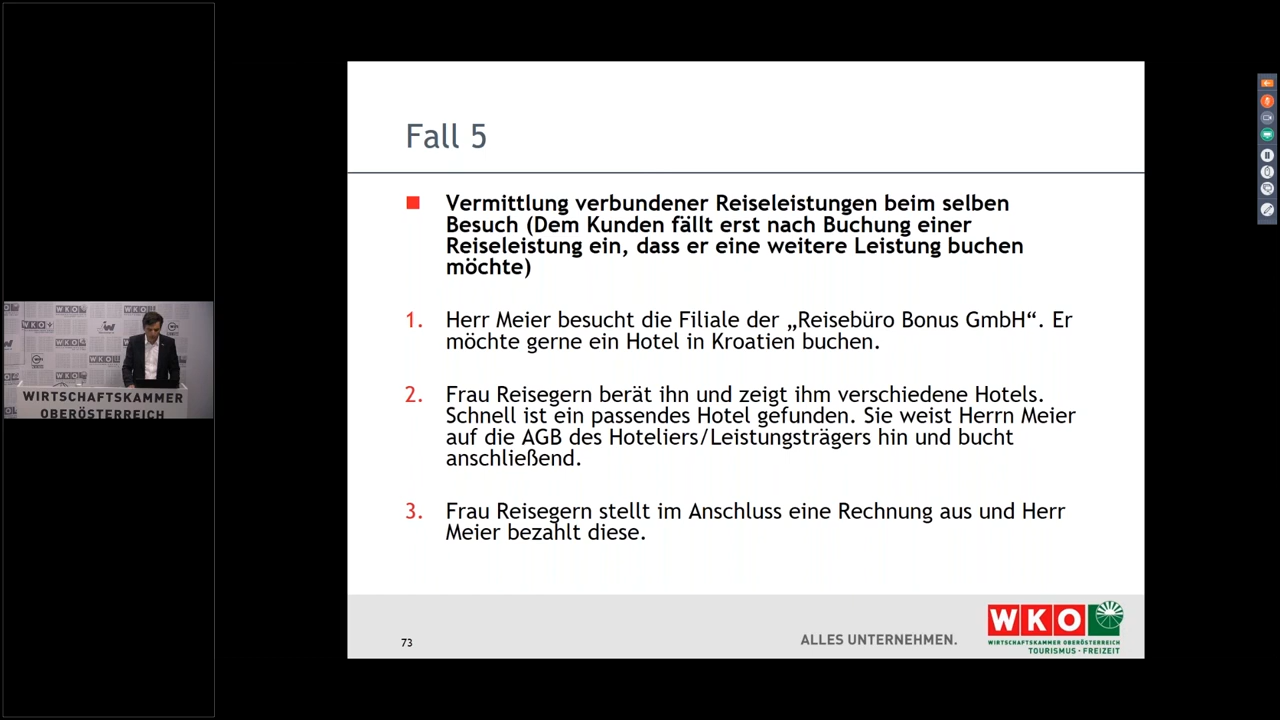 Fall 5
Vermittlung verbundener Reiseleistungen beim selben
Besuch (Dem Kunden fällt erst nach Buchung einer
Reiseleistung ein, dass er eine weitere Leistung buchen
möchte)
1. Herr Meier besucht die Filiale der „Reisebüro Bonus GmbH“. Er
möchte gerne ein Hotel in Kroatien buchen.
2. Frau Reisegern berät ihn und zeigt ihm verschiedene Hotels.
Schnell ist ein passendes Hotel gefunden. Sie weist Herrn Meier
auf die AGB des Hoteliers/Leistungsträgers hin und bucht
anschließend.
3. Frau Reisegern stellt im Anschluss eine Rechnung aus und Herr
Meier bezahlt diese.
73
ALLES UNTERNEHMEN.
WKO
WIRTSCHAFTSKAMMER OBERÖSTERREICH
TOURISMUS · FREIZEIT
WKO
WKO
WKO
WKO
WKO
WIRTSCHAFTSKAMMER
OBERÖSTERREICH